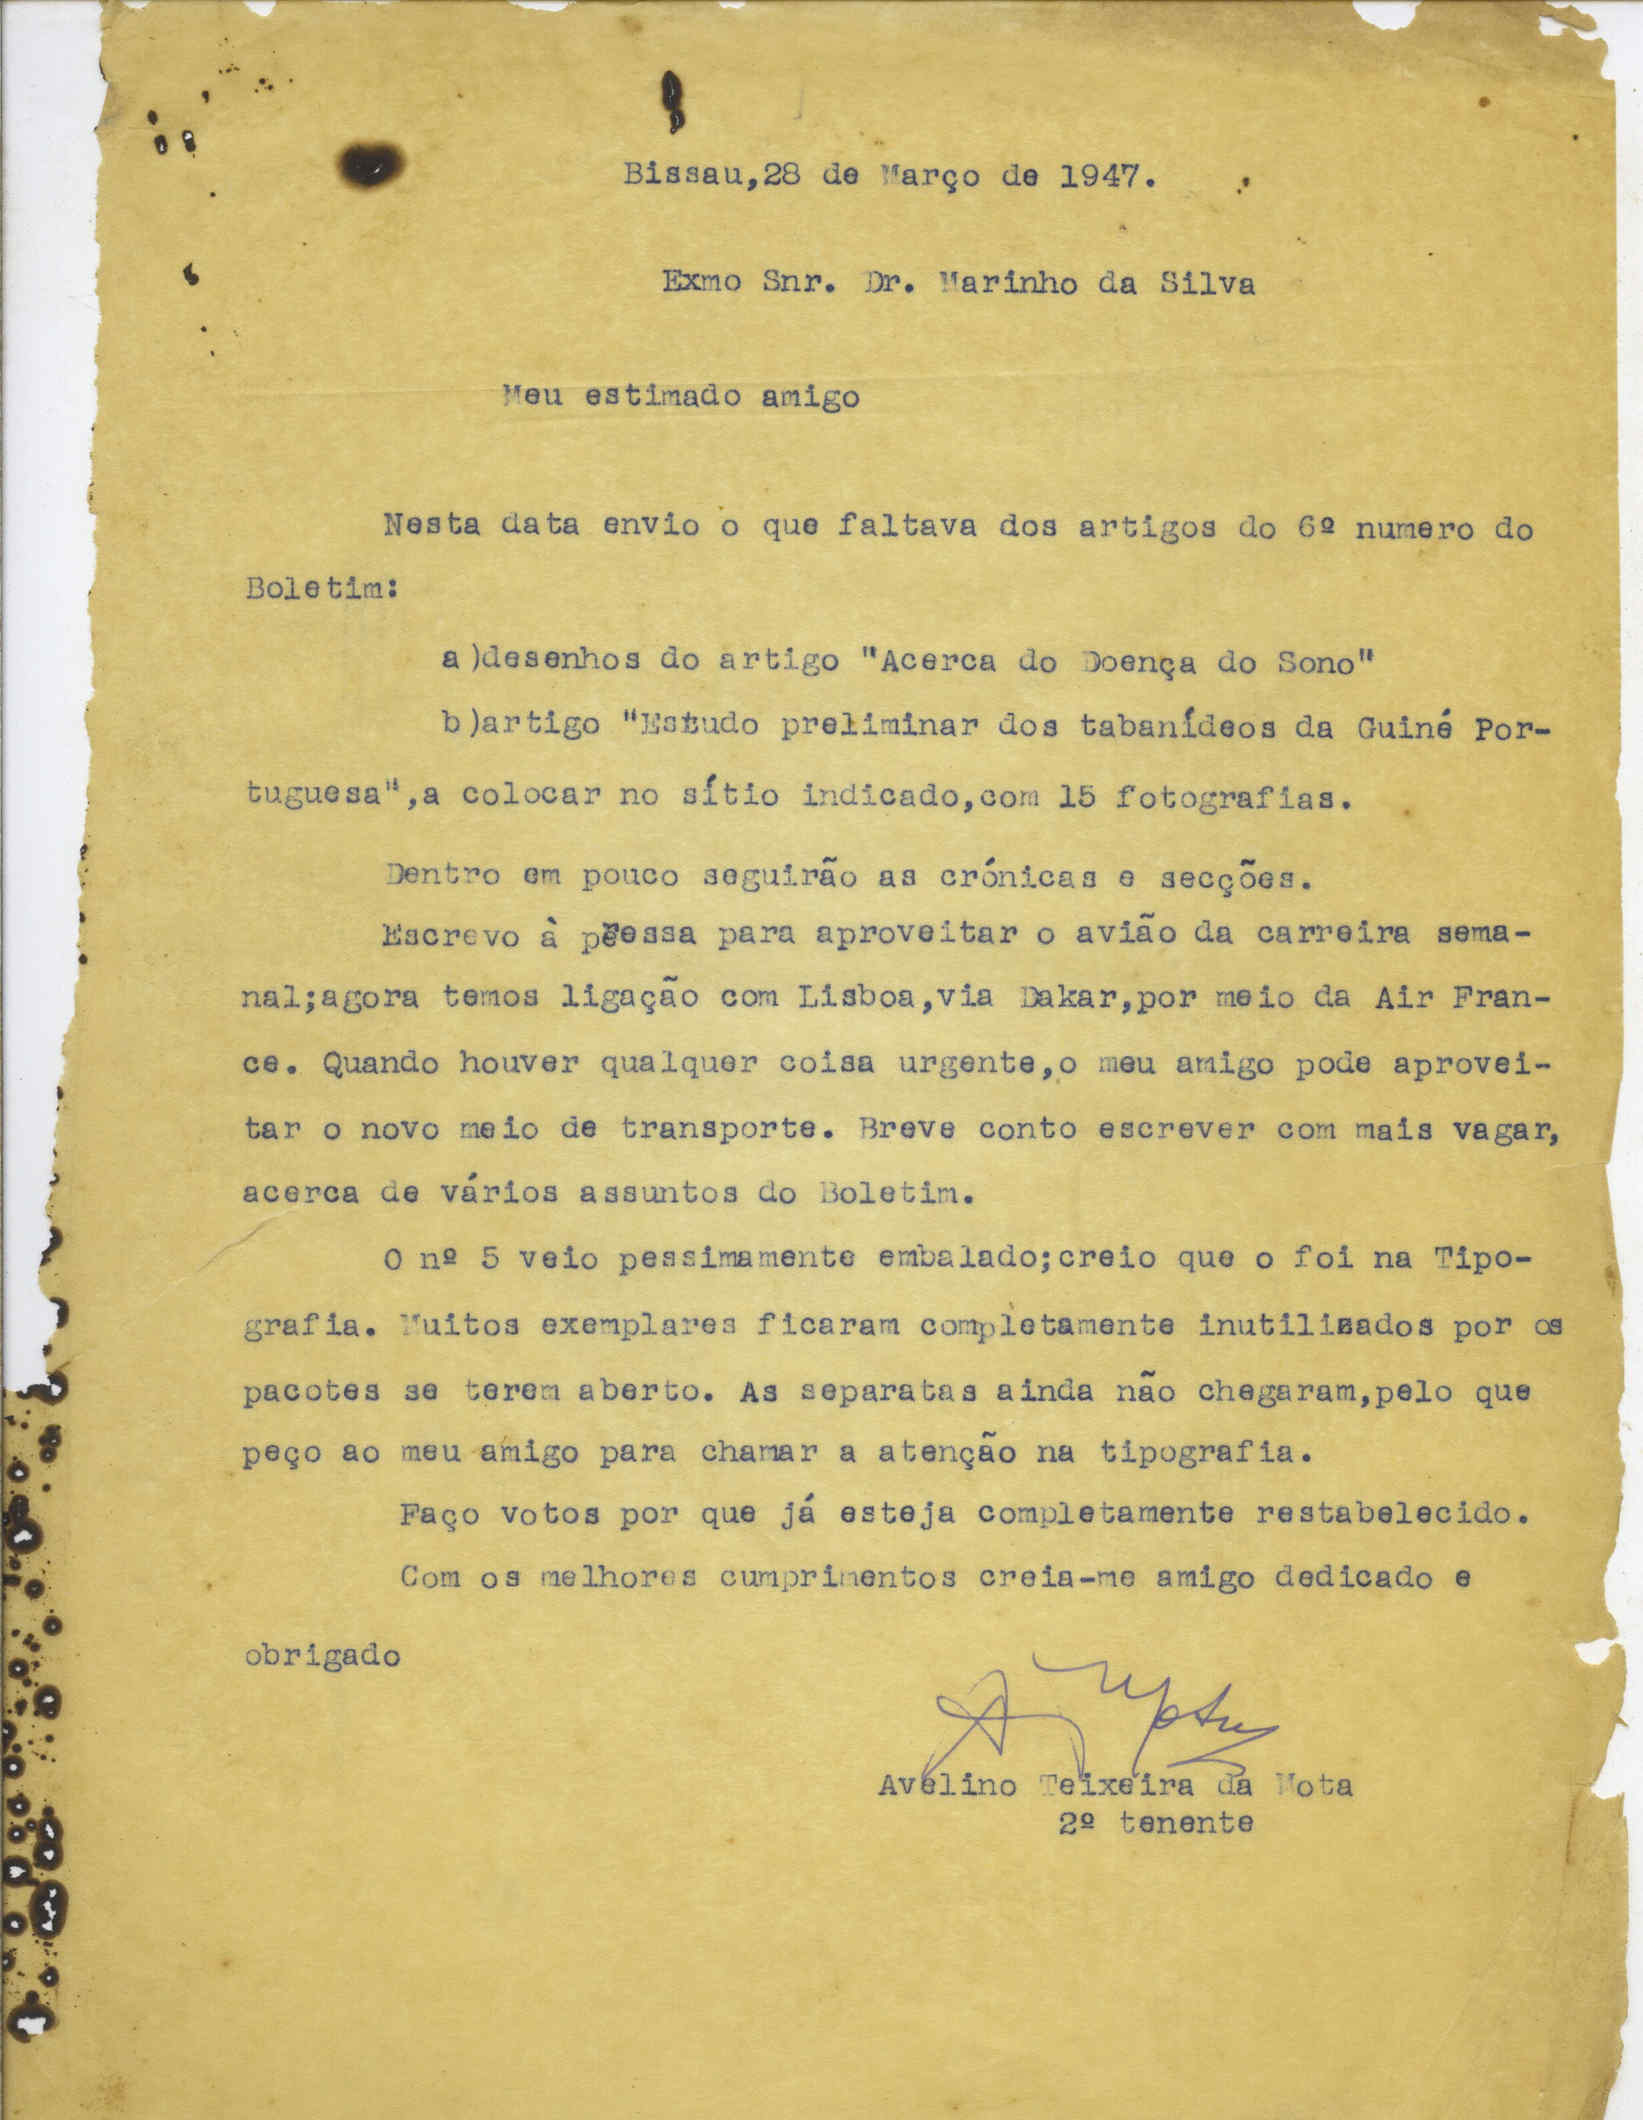 Bissau,28 de Março de 1947.
Exmo Snr. Dr. Marinho da Silva
Meu estimado amigo
Nesta data envio o que faltava dos artigos do 6º numero do
Boletim:
a)desenhos do artigo "Acerca do Doença do Sono"
b)artigo "Estudo preliminar dos tabanídeos da Guiné Por-
tuguesa",a colocar no sítio indicado,com 15 fotografias.
Dentro em pouco seguirão as crónicas e secções.
Escrevo à pressa para aproveitar o avião da carreira sema-
nal;agora temos ligação com Lisboa,via Dakar,por meio da Air Fran-
ce. Quando houver qualquer coisa urgente,o meu amigo pode aprovei-
tar o novo meio de transporte. Breve conto escrever com mais vagar,
acerca de vários assuntos do Boletim.
O nº 5 veio pessimamente embalado;creio que o foi na Tipo-
grafia. Muitos exemplares ficaram completamente inutilizados por os
pacotes se terem aberto. As separatas ainda não chegaram,pelo que
peço ao meu amigo para chamar a atenção na tipografia.
Faço votos por que já esteja completamente restabelecido.
Com os melhores cumprimentos creia-me amigo dedicado e
obrigado
A Mota
Avelino Teixeira da Mota
2º tenente